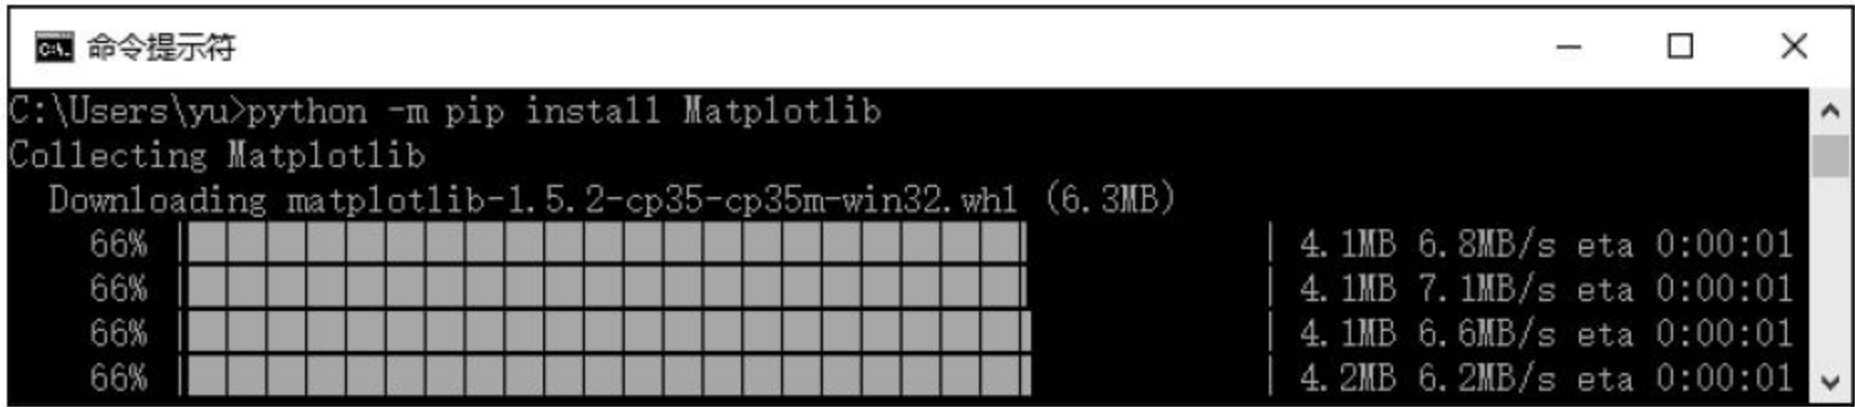 命令提示符
C:\Users\yu>python -m pip install Matplotlib
Collecting Matplotlib
Downloading matplotlib-1.5.2-cp35-cp35m-win32.whl (6.3MB)
66% | | 4.1MB 6.8MB/s eta 0:00:01
66% | | 4.1MB 7.1MB/s eta 0:00:01
66% | | 4.1MB 6.6MB/s eta 0:00:01
66% | | 4.2MB 6.2MB/s eta 0:00:01